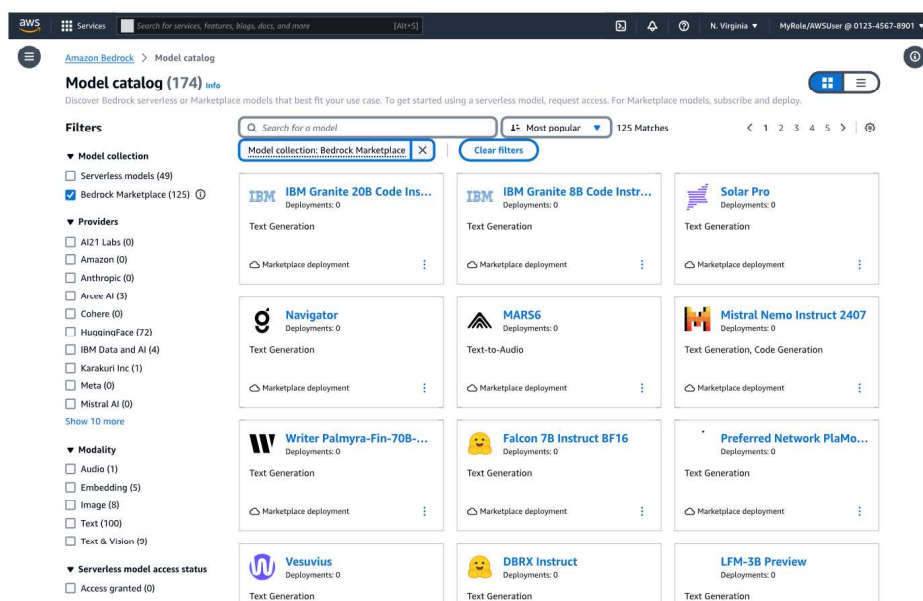 aws
Services
Search for services, features, blogs, docs, and more
[Alt+S]
N. Virginia
MyRole/AWSUser @ 0123-4567-8901
Amazon Bedrock > Model catalog
Model catalog (174) Info
Discover Bedrock serverless or Marketplace models that best fit your use case. To get started using a serverless model, request access. For Marketplace models, subscribe and deploy.
Filters
Model collection
Serverless models (49)
Bedrock Marketplace (125)
Providers
AI21 Labs (0)
Amazon (0)
Anthropic (0)
Arcee AI (3)
Cohere (0)
HuggingFace (72)
IBM Data and AI (4)
Karakuri Inc (1)
Meta (0)
Mistral AI (0)
Show 10 more
Modality
Audio (1)
Embedding (5)
Image (8)
Text (100)
Text & Vision (9)
Serverless model access status
Access granted (0)
Search for a model
Most popular
125 Matches
< 1 2 3 4 5 >
Model collection: Bedrock Marketplace
Clear filters
IBM
IBM Granite 20B Code Ins...
Deployments: 0
Text Generation
Marketplace deployment
IBM
IBM Granite 8B Code Instr...
Deployments: 0
Text Generation
Marketplace deployment
Solar Pro
Deployments: 0
Text Generation
Marketplace deployment
Navigator
Deployments: 0
Text Generation
Marketplace deployment
MARS6
Deployments: 0
Text-to-Audio
Marketplace deployment
Mistral Nemo Instruct 2407
Deployments: 0
Text Generation, Code Generation
Marketplace deployment
Writer Palmyra-Fin-70B-...
Deployments: 0
Text Generation
Marketplace deployment
Falcon 7B Instruct BF16
Deployments: 0
Text Generation
Marketplace deployment
Preferred Network PlaMo...
Deployments: 0
Text Generation
Marketplace deployment
Vesuvius
Deployments: 0
Text Generation
DBRX Instruct
Deployments: 0
Text Generation
LFM-3B Preview
Deployments: 0
Text Generation